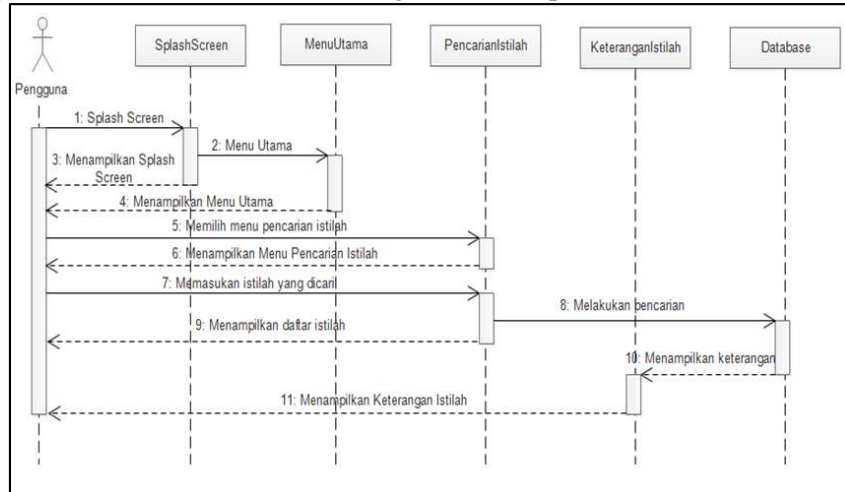 SplashScreen
MenuUtama
PencarianIstilah
KeteranganIstilah
Database
Pengguna
1: Splash Screen
2: Menu Utama
3: Menampilkan Splash
Screen
4: Menampilkan Menu Utama
5: Memilih menu pencarian istilah
6: Menampilkan Menu Pencarian Istilah
7: Memasukan istilah yang dicari
8: Melakukan pencarian
9: Menampilkan daftar istilah
10: Menampilkan keterangan
11: Menampilkan Keterangan Istilah